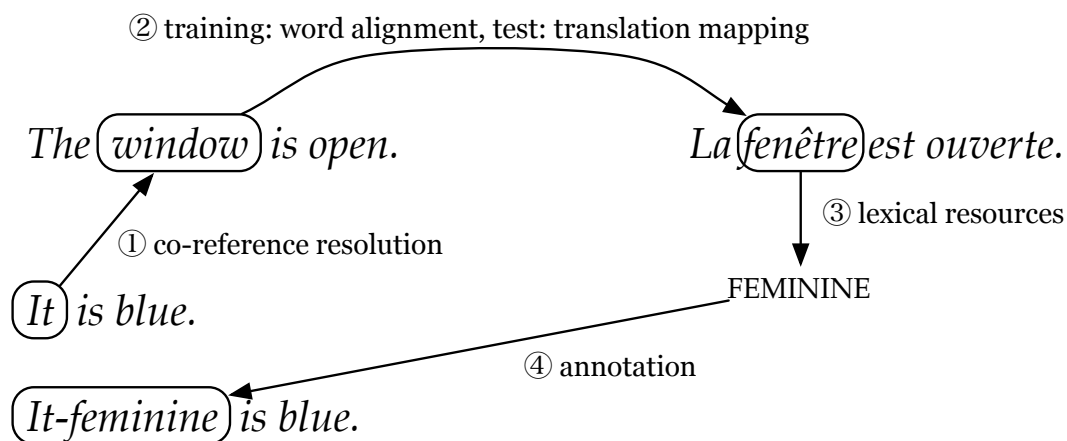 ② training: word alignment, test: translation mapping
The window is open.
La fenêtre est ouverte.
③ lexical resources
① co-reference resolution
FEMININE
It is blue.
④ annotation
It-feminine is blue.